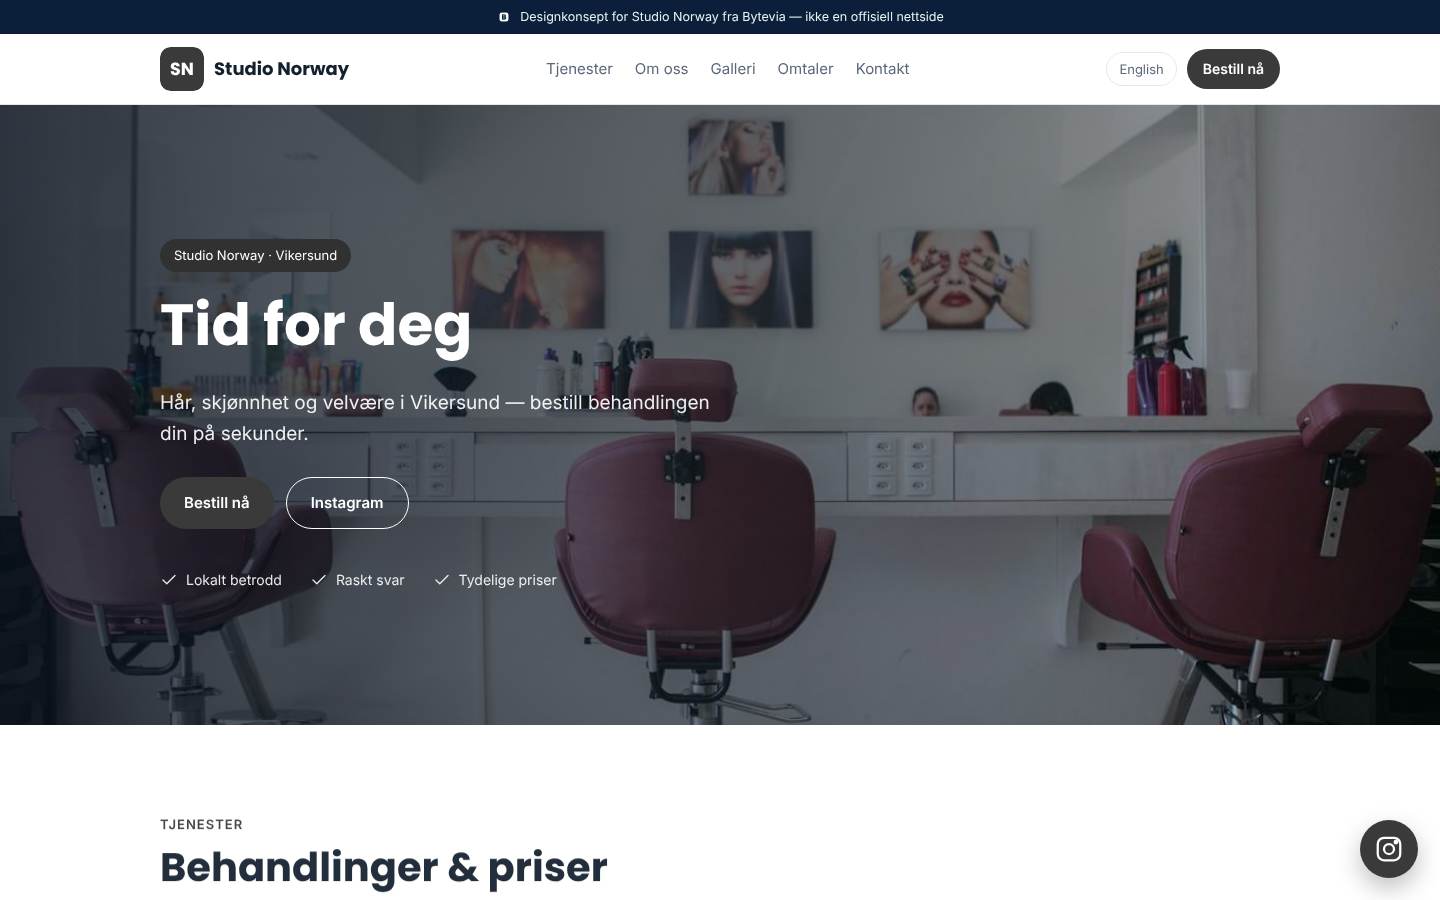 Designkonsept for Studio Norway fra Bytevia — ikke en offisiell nettside
SN Studio Norway
Tjenester Om oss Galleri Omtaler Kontakt
English
Bestill nå
Studio Norway · Vikersund
Tid for deg
Hår, skjønnhet og velvære i Vikersund — bestill behandlingen
din på sekunder.
Bestill nå Instagram
Lokalt betrodd Raskt svar Tydelige priser
TJENESTER
Behandlinger & priser